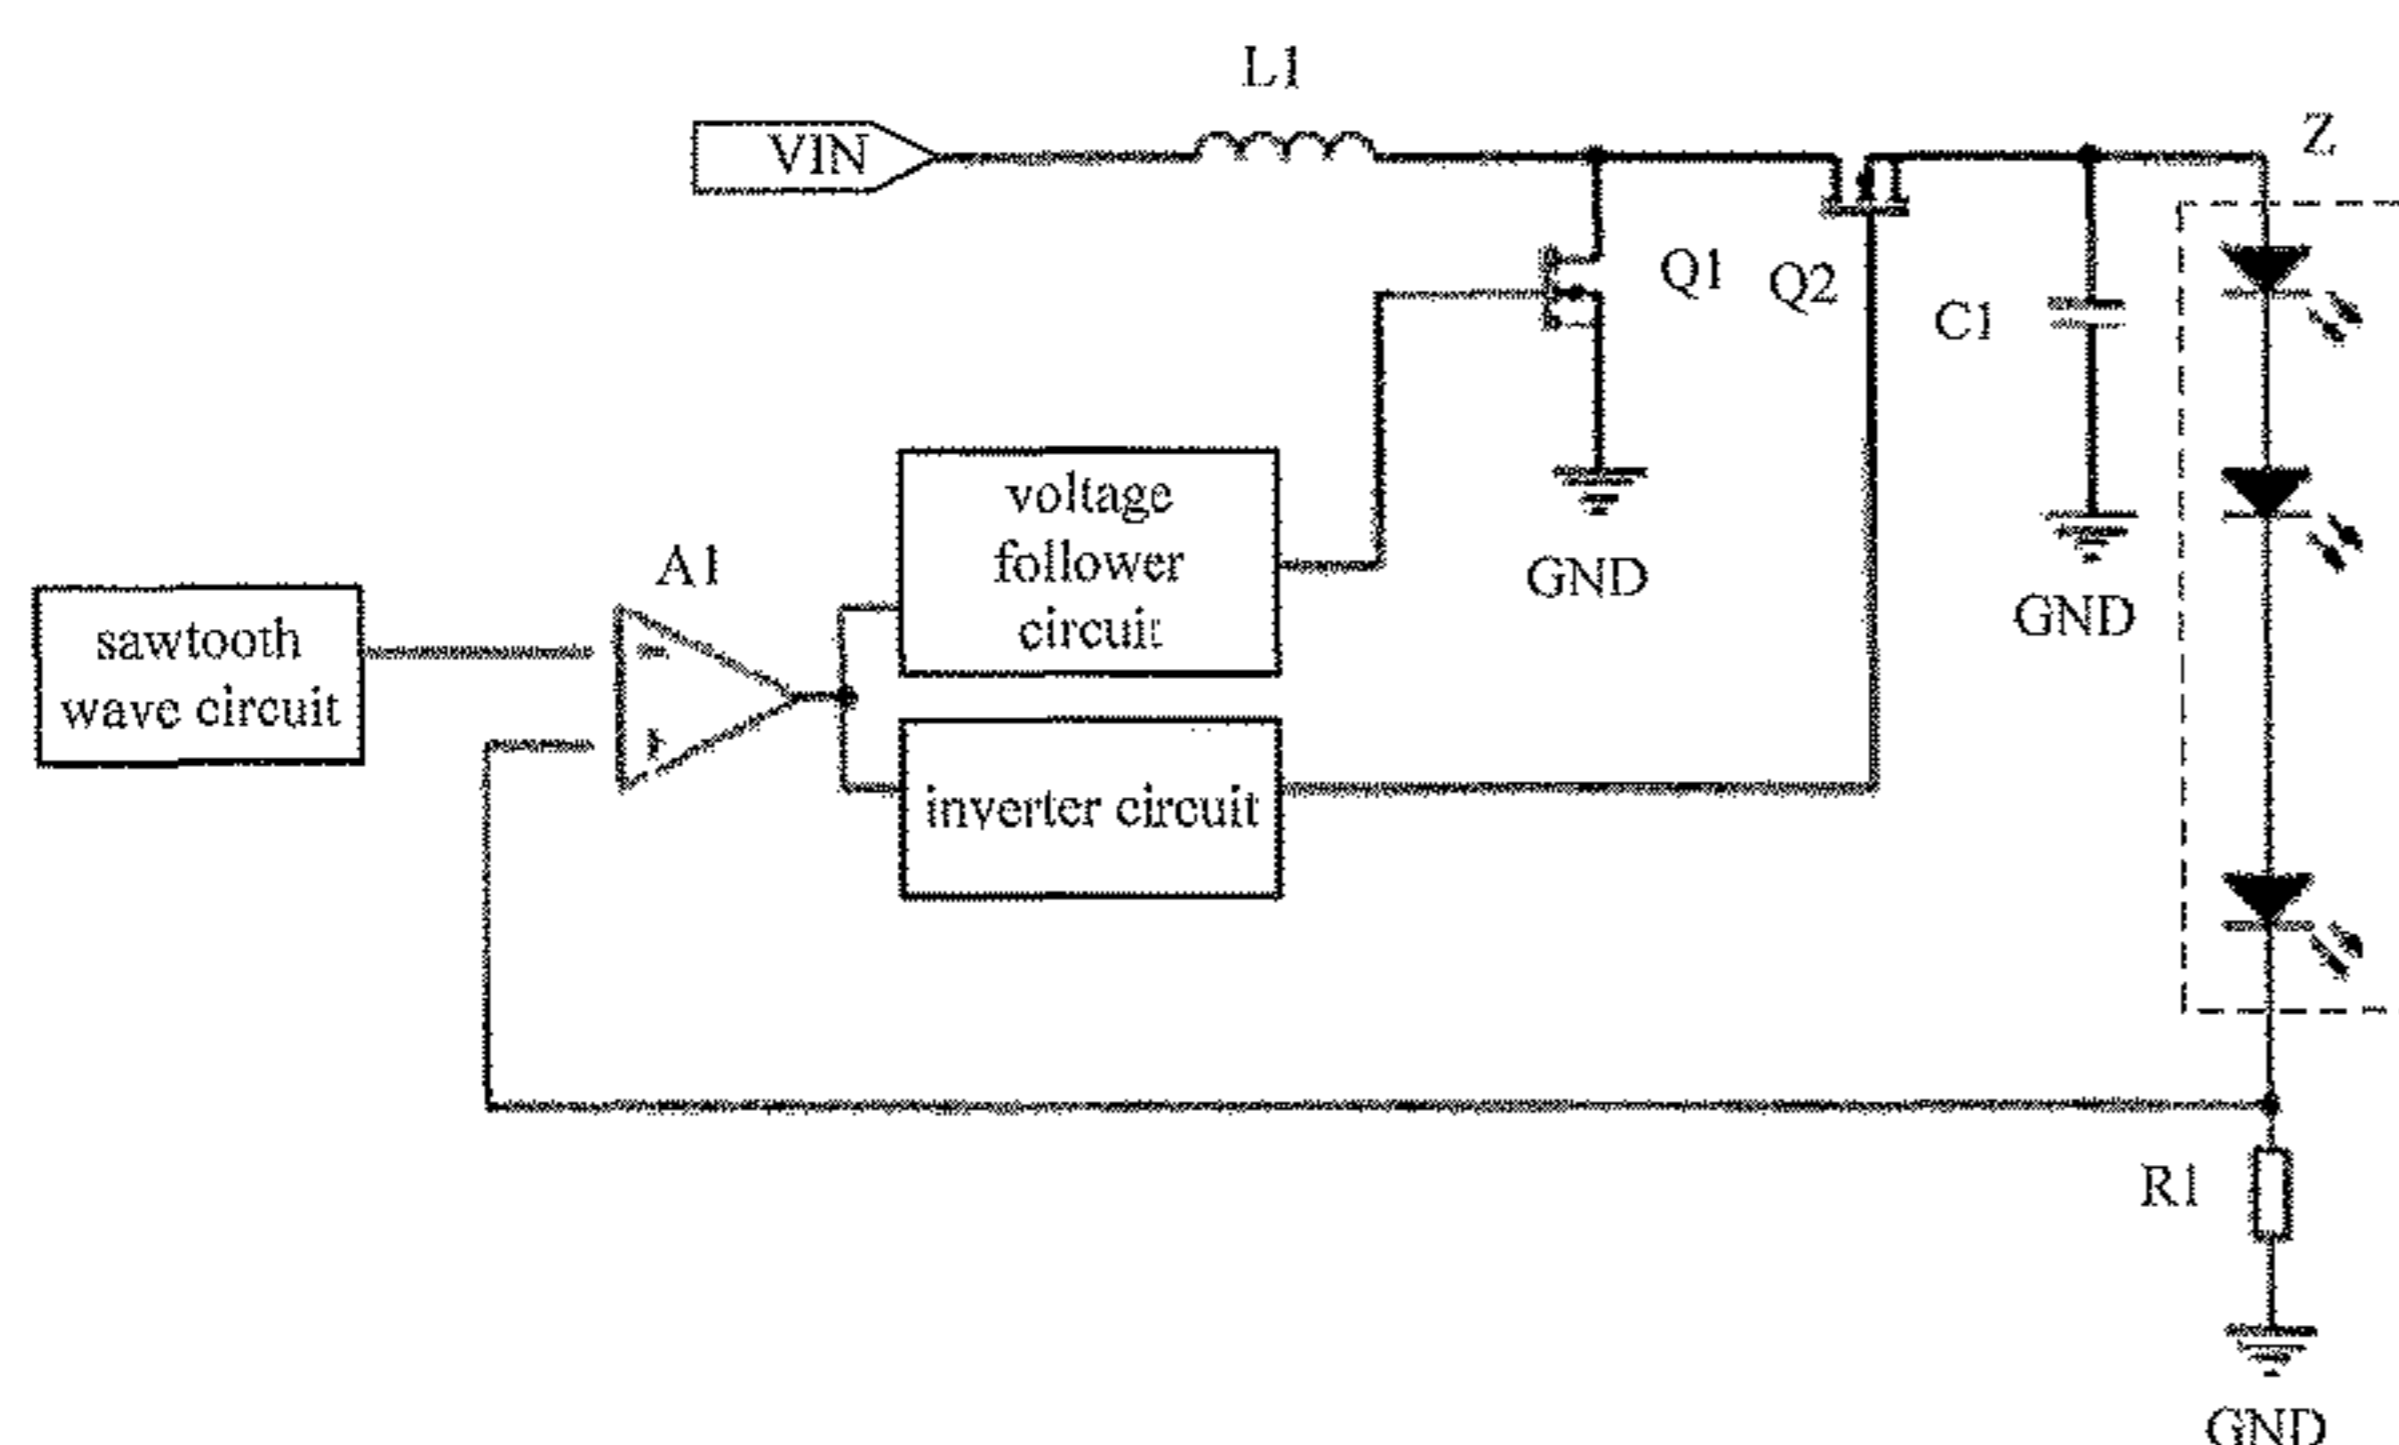 L1
VIN
Z
Q1
Q2
C1
voltage
follower
circuit
GND
A1
GND
sawtooth
wave circuit
−
+
inverter circuit
R1
GND